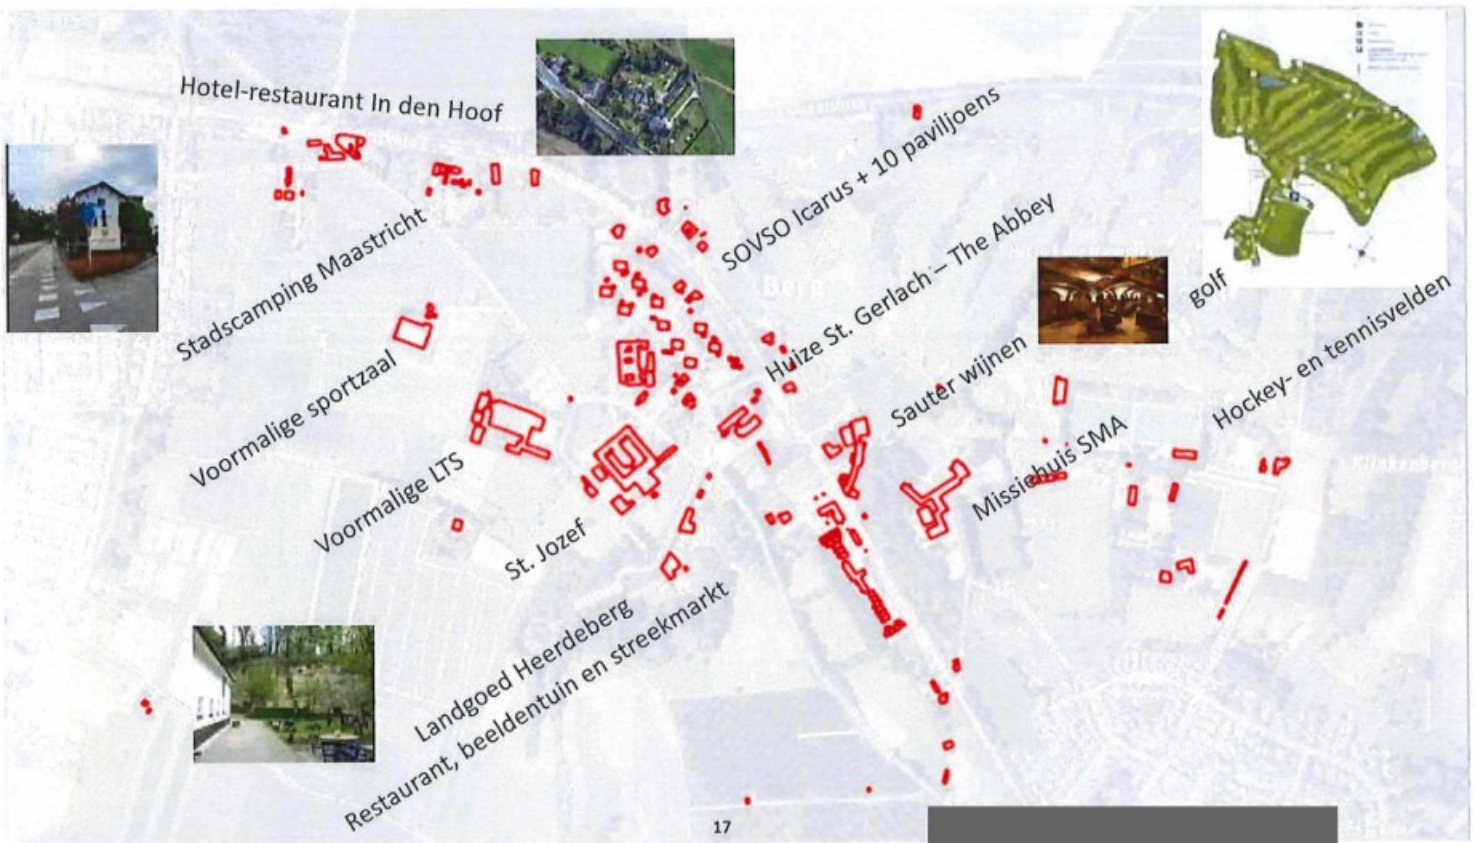 Hotel-restaurant In den Hoof
Stadscamping Maastricht
Voormalige sportzaal
Voormalige LTS
St. Jozef
Landgoed Heerdeberg
Restaurant, beeldentuin en streekmarkt
SOVSO Icarus + 10 paviljoens
Huize St. Gerlach – The Abbey
Sauter wijnen
Missiehuis SMA
golf
Hockey- en tennisvelden
Berg
17